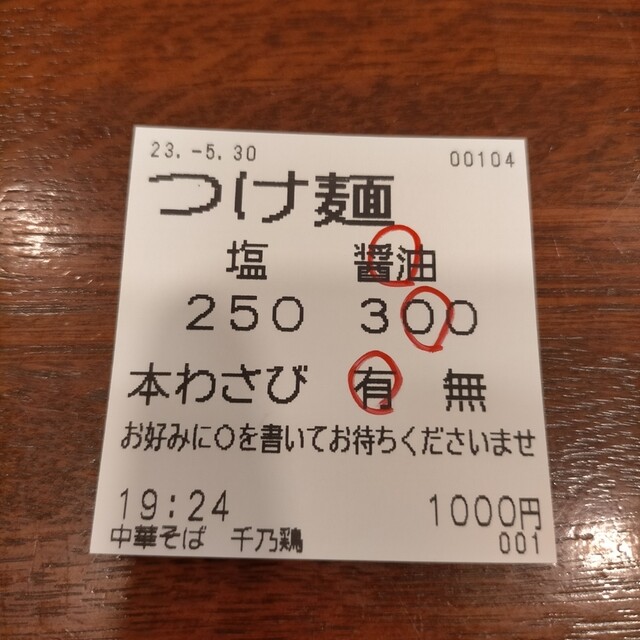 23.-5.30 00104
つけ麺
塩 醤油
250 300
本わさび 有 無
お好みに○を書いてお待ちくださいませ
19:24 1000円
中華そば 千乃鶏 001